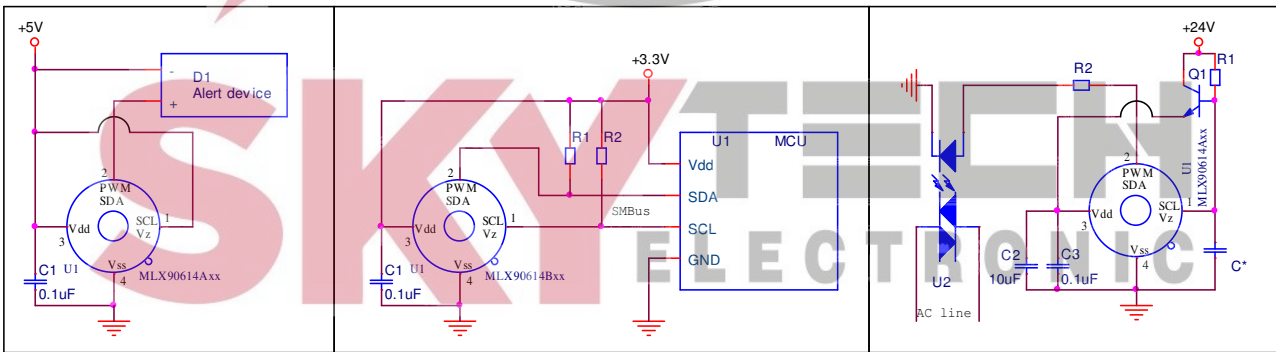 +5V
D1
Alert device
-
+
2
PWM
SDA
SCL
Vz
1
Vdd
3
Vss
4
U1
MLX90614Axx
C1
0.1uF
+3.3V
R1
R2
U1
MCU
Vdd
SDA
SCL
GND
SMBus
2
PWM
SDA
SCL
Vz
1
Vdd
3
Vss
4
U1
MLX90614Bxx
C1
0.1uF
+24V
R1
Q1
R2
U1
MLX90614Axx
2
PWM
SDA
SCL
Vz
1
Vdd
3
Vss
4
C2
10uF
C3
0.1uF
C*
U2
AC line
SKYTECH
ELECTRONIC